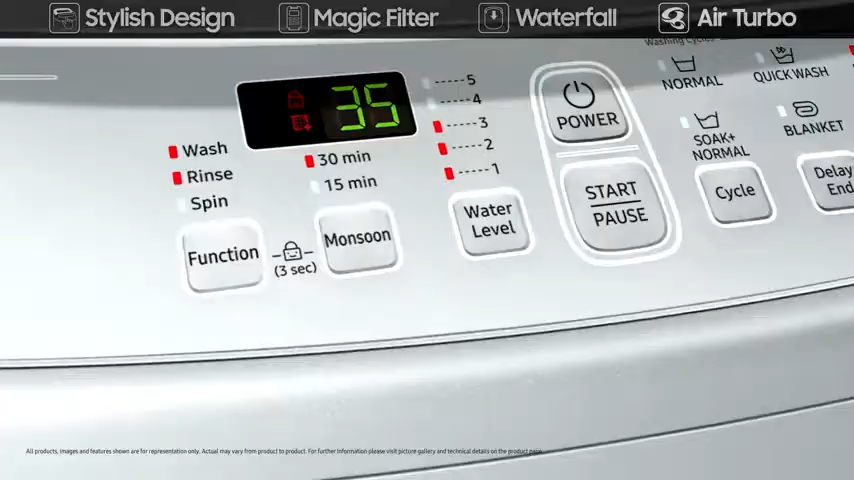 Stylish Design
Magic Filter
Waterfall
Air Turbo
Washing Cycles
35
Wash
Rinse
Spin
30 min
15 min
5
4
3
2
1
Function
(3 sec)
Monsoon
Water
Level
POWER
START
PAUSE
NORMAL
QUICK WASH
SOAK+
NORMAL
BLANKET
Cycle
Delay
End
All products, images and features shown are for representation only. Actual may vary from product to product. For further information please visit picture gallery and technical details on the product page.